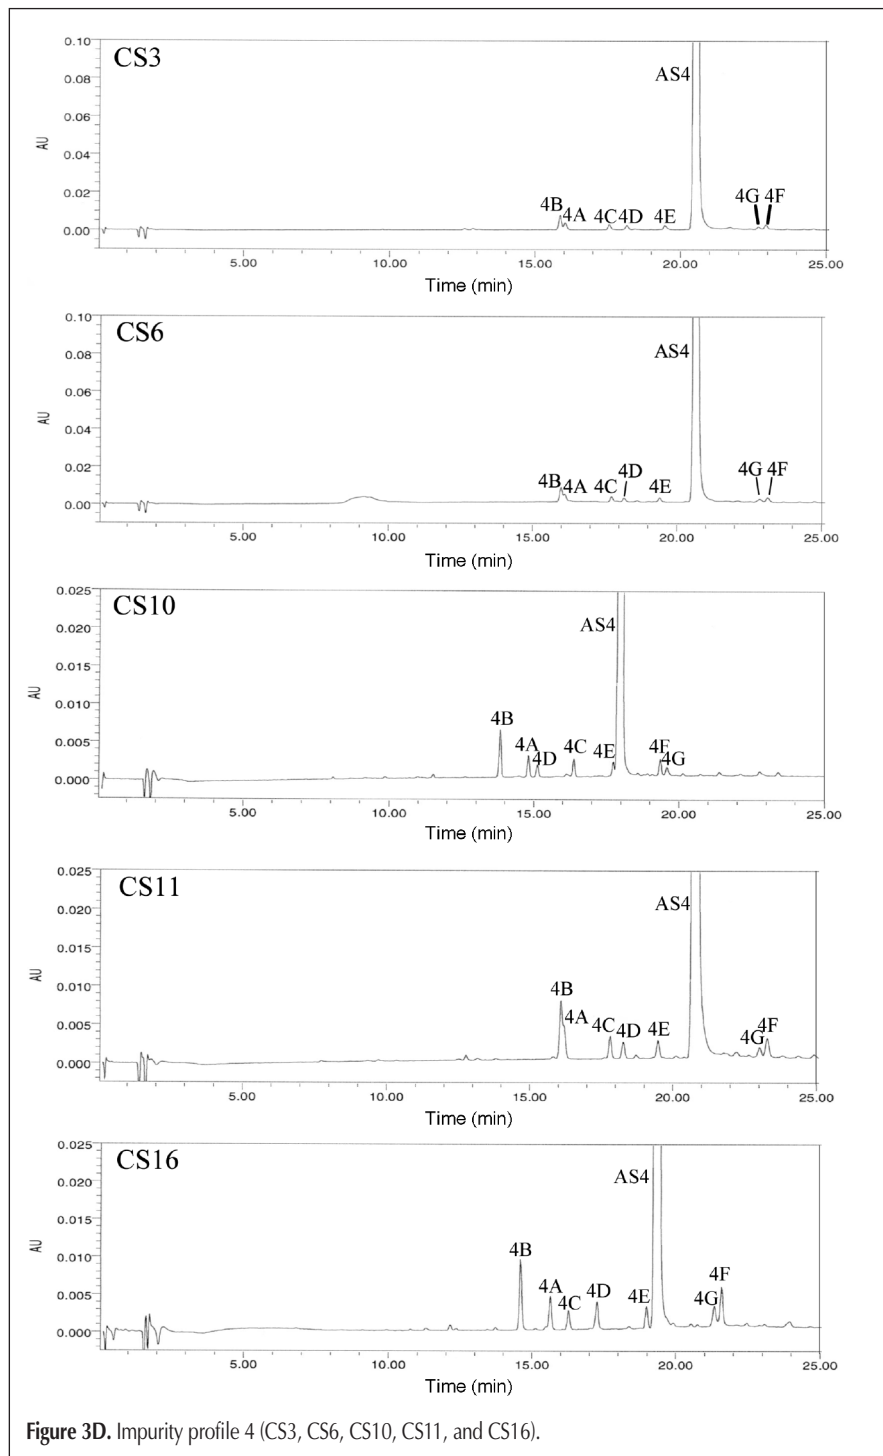 CS3
AS4
4B 4A 4C 4D 4E 4G 4F
0.10
0.08
0.06
0.04
0.02
0.00
AU
5.00 10.00 15.00 20.00 25.00
Time (min)
CS6
AS4
4B 4A 4C 4D 4E 4G 4F
0.10
0.08
0.06
0.04
0.02
0.00
AU
5.00 10.00 15.00 20.00 25.00
Time (min)
CS10
AS4
4B 4A 4D 4C 4E 4F 4G
0.025
0.020
0.015
0.010
0.005
0.000
AU
5.00 10.00 15.00 20.00 25.00
Time (min)
CS11
AS4
4B 4A 4C 4D 4E 4G 4F
0.025
0.020
0.015
0.010
0.005
0.000
AU
5.00 10.00 15.00 20.00 25.00
Time (min)
CS16
AS4
4B 4A 4C 4D 4E 4G 4F
0.025
0.020
0.015
0.010
0.005
0.000
AU
5.00 10.00 15.00 20.00 25.00
Time (min)
Figure 3D. Impurity profile 4 (CS3, CS6, CS10, CS11, and CS16).